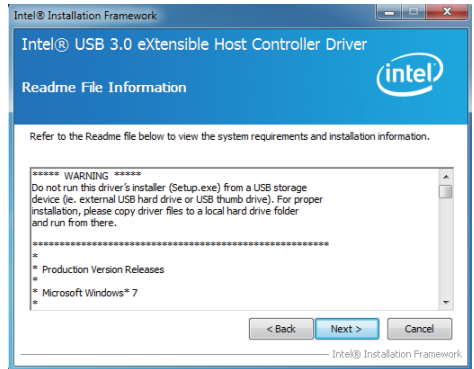 Intel® Installation Framework
Intel® USB 3.0 eXtensible Host Controller Driver
Readme File Information
intel
Refer to the Readme file below to view the system requirements and installation information.
***** WARNING *****
Do not run this driver's installer (Setup.exe) from a USB storage
device (ie. external USB hard drive or USB thumb drive). For proper
installation, please copy driver files to a local hard drive folder
and run from there.
*******************************************************
*
* Production Version Releases
*
* Microsoft Windows* 7
*
< Back
Next >
Cancel
Intel® Installation Framework